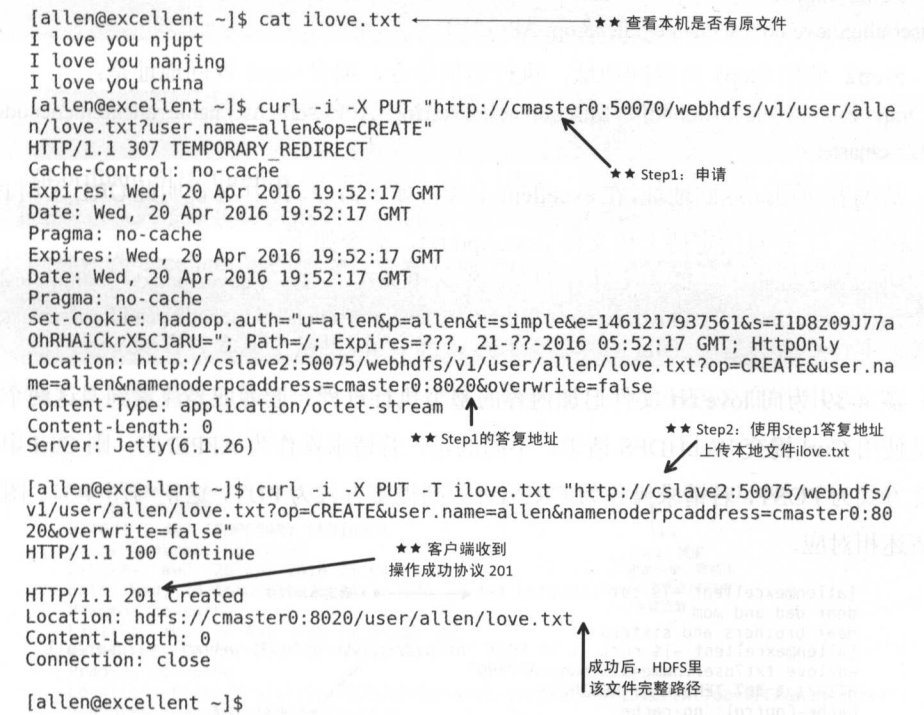 [allen@excellent ~]$ cat ilove.txt
★★ 查看本机是否有原文件
I love you njupt
I love you nanjing
I love you china
[allen@excellent ~]$ curl -i -X PUT "http://cmaster0:50070/webhdfs/v1/user/alle
n/love.txt?user.name=allen&op=CREATE"
HTTP/1.1 307 TEMPORARY_REDIRECT
★★ Step1：申请
Cache-Control: no-cache
Expires: Wed, 20 Apr 2016 19:52:17 GMT
Date: Wed, 20 Apr 2016 19:52:17 GMT
Pragma: no-cache
Expires: Wed, 20 Apr 2016 19:52:17 GMT
Date: Wed, 20 Apr 2016 19:52:17 GMT
Pragma: no-cache
Set-Cookie: hadoop.auth="u=allen&p=allen&t=simple&e=1461217937561&s=I1D8z09J77a
OhRHAiCkrX5CJaRU="; Path=/; Expires=???, 21-??-2016 05:52:17 GMT; HttpOnly
Location: http://cslave2:50075/webhdfs/v1/user/allen/love.txt?op=CREATE&user.na
me=allen&namenoderpcaddress=cmaster0:8020&overwrite=false
Content-Type: application/octet-stream
Content-Length: 0
★★ Step1的答复地址
★★ Step2：使用Step1答复地址
上传本地文件ilove.txt
Server: Jetty(6.1.26)
[allen@excellent ~]$ curl -i -X PUT -T ilove.txt "http://cslave2:50075/webhdfs/
v1/user/allen/love.txt?op=CREATE&user.name=allen&namenoderpcaddress=cmaster0:80
20&overwrite=false"
HTTP/1.1 100 Continue
★★ 客户端收到
操作成功协议 201
HTTP/1.1 201 Created
Location: hdfs://cmaster0:8020/user/allen/love.txt
Content-Length: 0
Connection: close
成功后，HDFS里
该文件完整路径
[allen@excellent ~]$